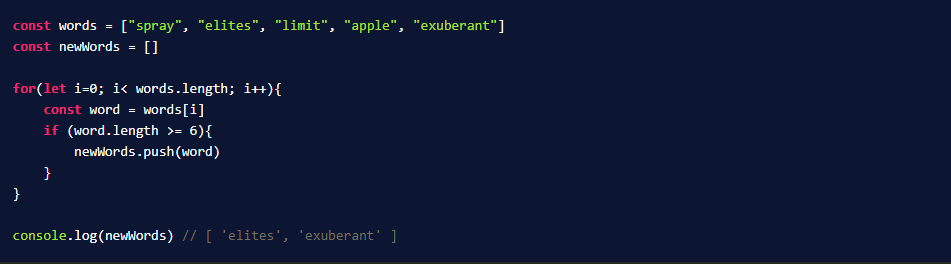 const words = ["spray", "elites", "limit", "apple", "exuberant"]
const newWords = []
for(let i=0; i< words.length; i++){
    const word = words[i]
    if (word.length >= 6){
        newWords.push(word)
    }
}
console.log(newWords) // [ 'elites', 'exuberant' ]